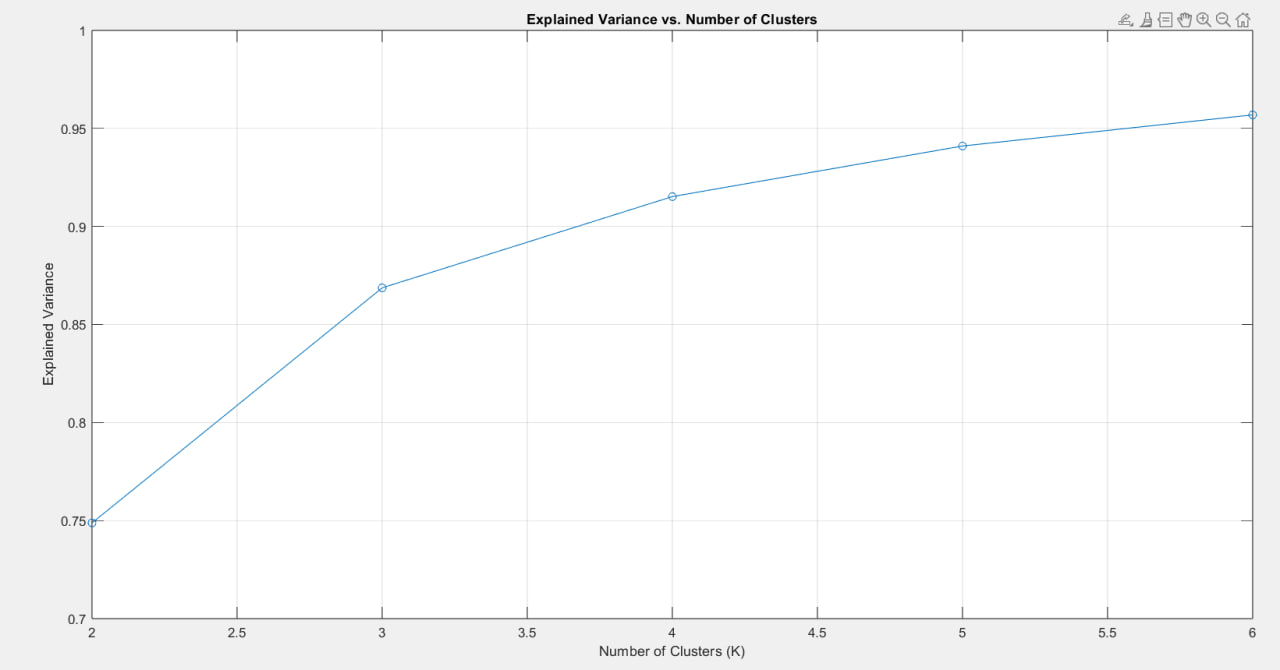 Explained Variance vs. Number of Clusters
1
0.95
0.9
0.85
0.8
0.75
0.7
Explained Variance
2 2.5 3 3.5 4 4.5 5 5.5 6
Number of Clusters (K)